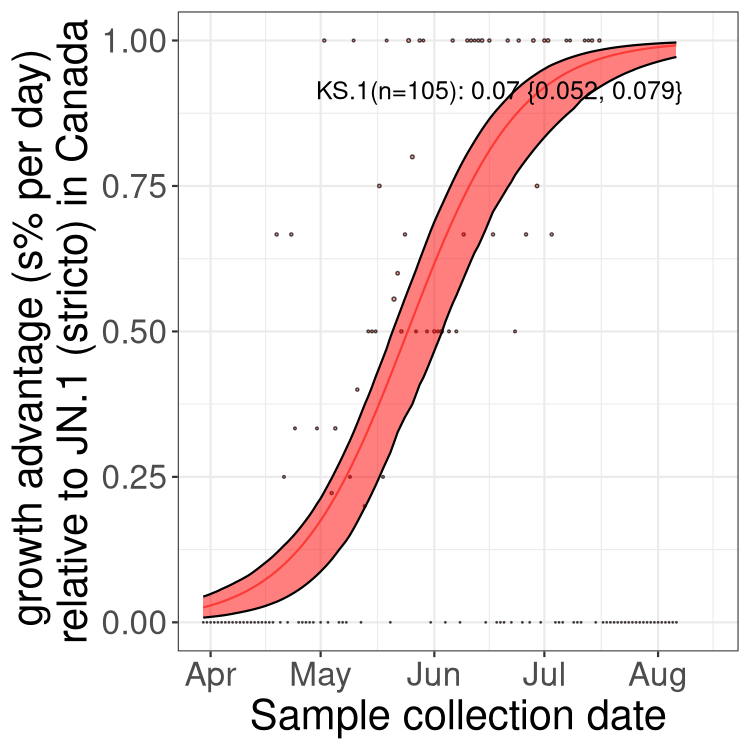 growth advantage (s% per day)
relative to JN.1 (stricto) in Canada
1.00
0.75
0.50
0.25
0.00
KS.1(n=105): 0.07 {0.052, 0.079}
Apr May Jun Jul Aug
Sample collection date